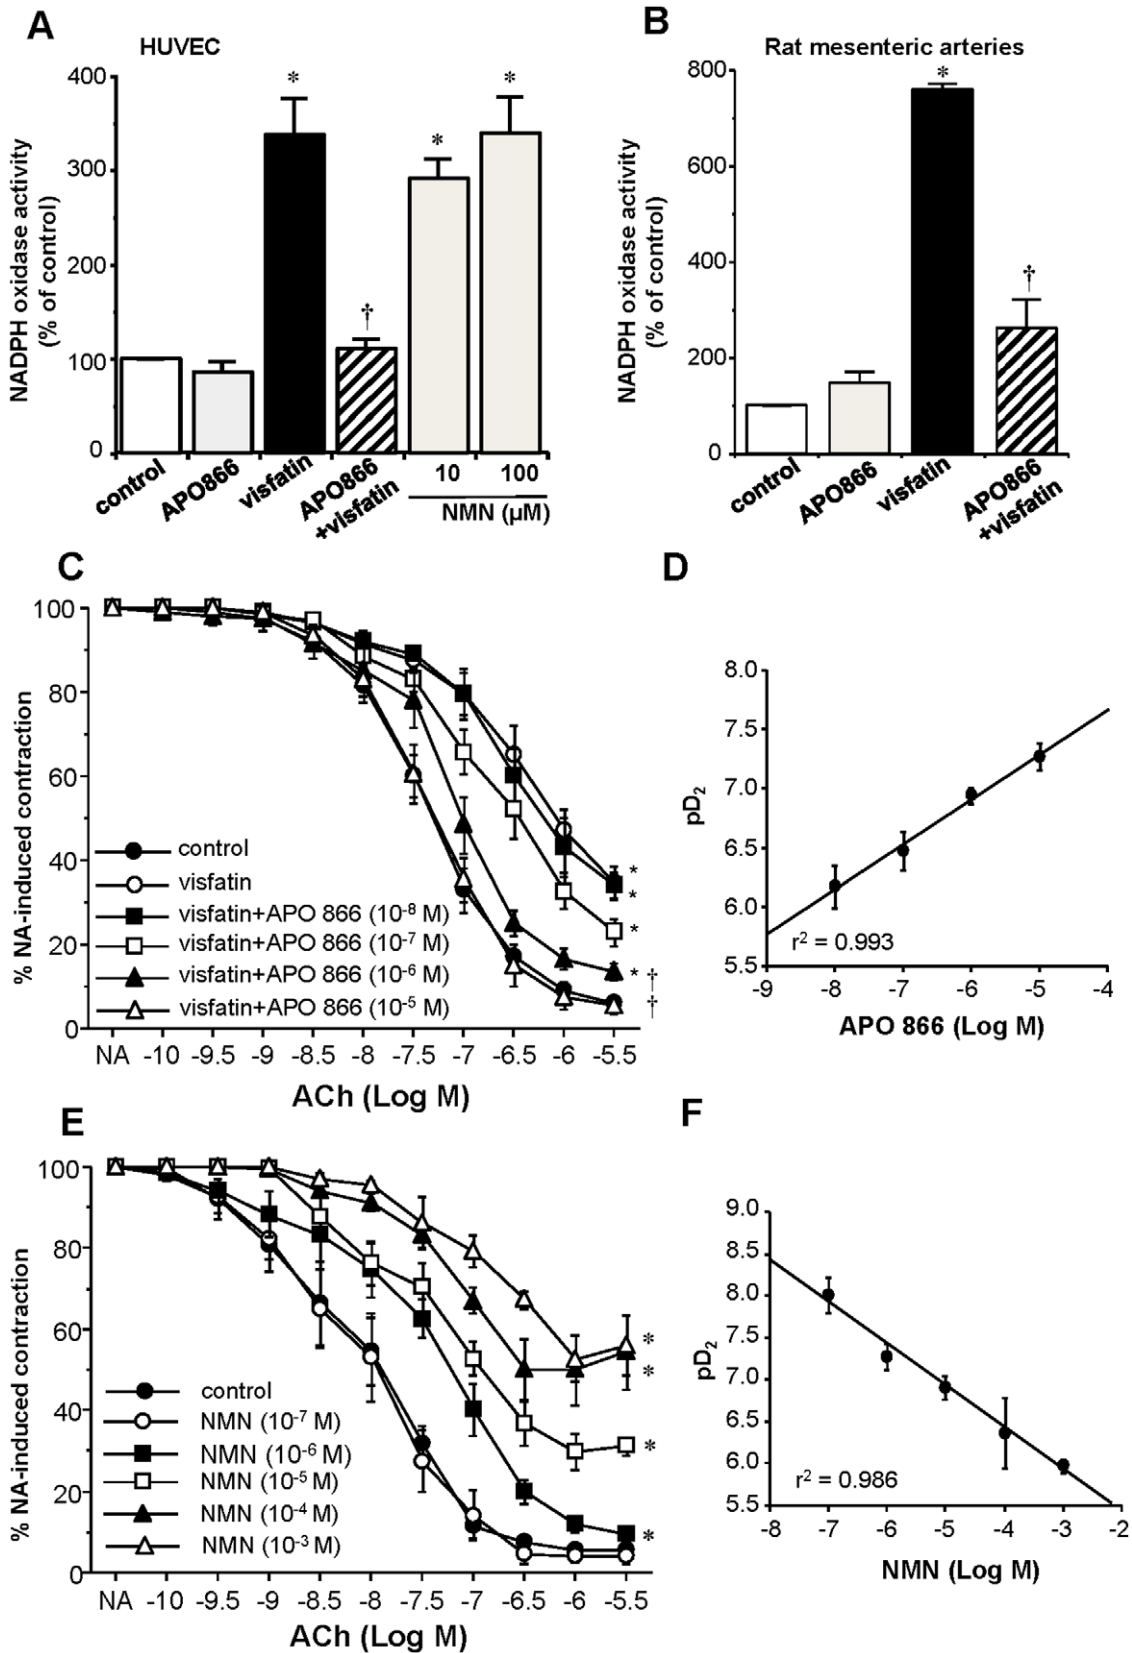 A
HUVEC
NADPH oxidase activity
(% of control)
400
300
200
100
0
*
†
*
*
control
APO866
visfatin
APO866
+visfatin
10
100
NMN (µM)
B
Rat mesenteric arteries
NADPH oxidase activity
(% of control)
800
600
400
200
0
*
†
control
APO866
visfatin
APO866
+visfatin
C
% NA-induced contraction
100
80
60
40
20
0
control
visfatin
visfatin+APO 866 (10-8 M)
visfatin+APO 866 (10-7 M)
visfatin+APO 866 (10-6 M)
visfatin+APO 866 (10-5 M)
*
*
*
* †
†
NA -10 -9.5 -9 -8.5 -8 -7.5 -7 -6.5 -6 -5.5
ACh (Log M)
D
pD2
8.0
7.5
7.0
6.5
6.0
5.5
r2 = 0.993
-9 -8 -7 -6 -5 -4
APO 866 (Log M)
E
% NA-induced contraction
100
80
60
40
20
0
control
NMN (10-7 M)
NMN (10-6 M)
NMN (10-5 M)
NMN (10-4 M)
NMN (10-3 M)
*
*
*
*
NA -10 -9.5 -9 -8.5 -8 -7.5 -7 -6.5 -6 -5.5
ACh (Log M)
F
pD2
9.0
8.5
8.0
7.5
7.0
6.5
6.0
5.5
r2 = 0.986
-8 -7 -6 -5 -4 -3 -2
NMN (Log M)